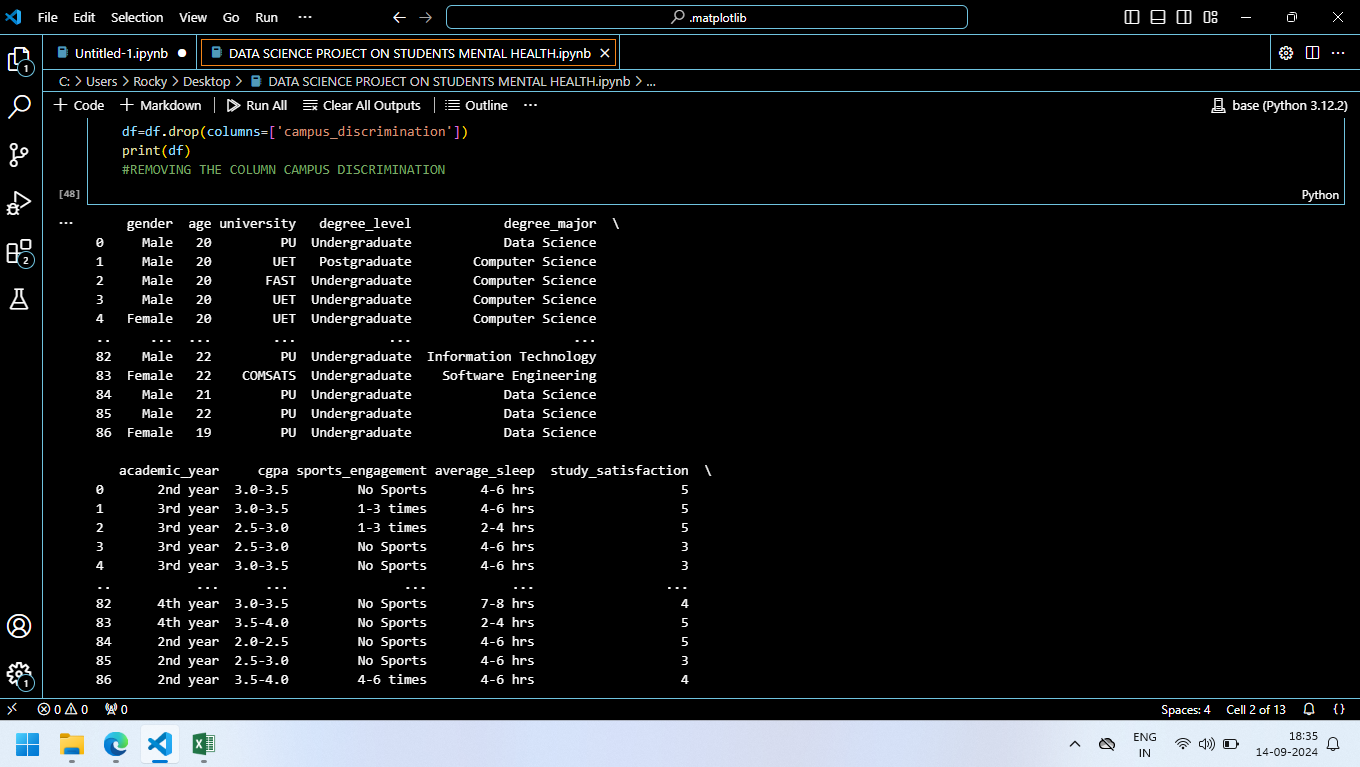 File Edit Selection View Go Run ··· .matplotlib
Untitled-1.ipynb DATA SCIENCE PROJECT ON STUDENTS MENTAL HEALTH.ipynb
C: > Users > Rocky > Desktop > DATA SCIENCE PROJECT ON STUDENTS MENTAL HEALTH.ipynb > ...
+ Code + Markdown Run All Clear All Outputs Outline ··· base (Python 3.12.2)
df=df.drop(columns=['campus_discrimination'])
print(df)
#REMOVING THE COLUMN CAMPUS DISCRIMINATION
[48] Python
gender age university degree_level degree_major \
0 Male 20 PU Undergraduate Data Science
1 Male 20 UET Postgraduate Computer Science
2 Male 20 FAST Undergraduate Computer Science
3 Male 20 UET Undergraduate Computer Science
4 Female 20 UET Undergraduate Computer Science
.. ... ... ... ... ...
82 Male 22 PU Undergraduate Information Technology
83 Female 22 COMSATS Undergraduate Software Engineering
84 Male 21 PU Undergraduate Data Science
85 Male 22 PU Undergraduate Data Science
86 Female 19 PU Undergraduate Data Science
academic_year cgpa sports_engagement average_sleep study_satisfaction \
0 2nd year 3.0-3.5 No Sports 4-6 hrs 5
1 3rd year 3.0-3.5 1-3 times 4-6 hrs 5
2 3rd year 2.5-3.0 1-3 times 2-4 hrs 5
3 3rd year 2.5-3.0 No Sports 4-6 hrs 3
4 3rd year 3.0-3.5 No Sports 4-6 hrs 3
.. ... ... ... ... ...
82 4th year 3.0-3.5 No Sports 7-8 hrs 4
83 4th year 3.5-4.0 No Sports 2-4 hrs 5
84 2nd year 2.0-2.5 No Sports 4-6 hrs 5
85 2nd year 2.5-3.0 No Sports 4-6 hrs 3
86 2nd year 3.5-4.0 4-6 times 4-6 hrs 4
1
2
1
0 0 0 Spaces: 4 Cell 2 of 13 {}
ENG
IN
18:35
14-09-2024